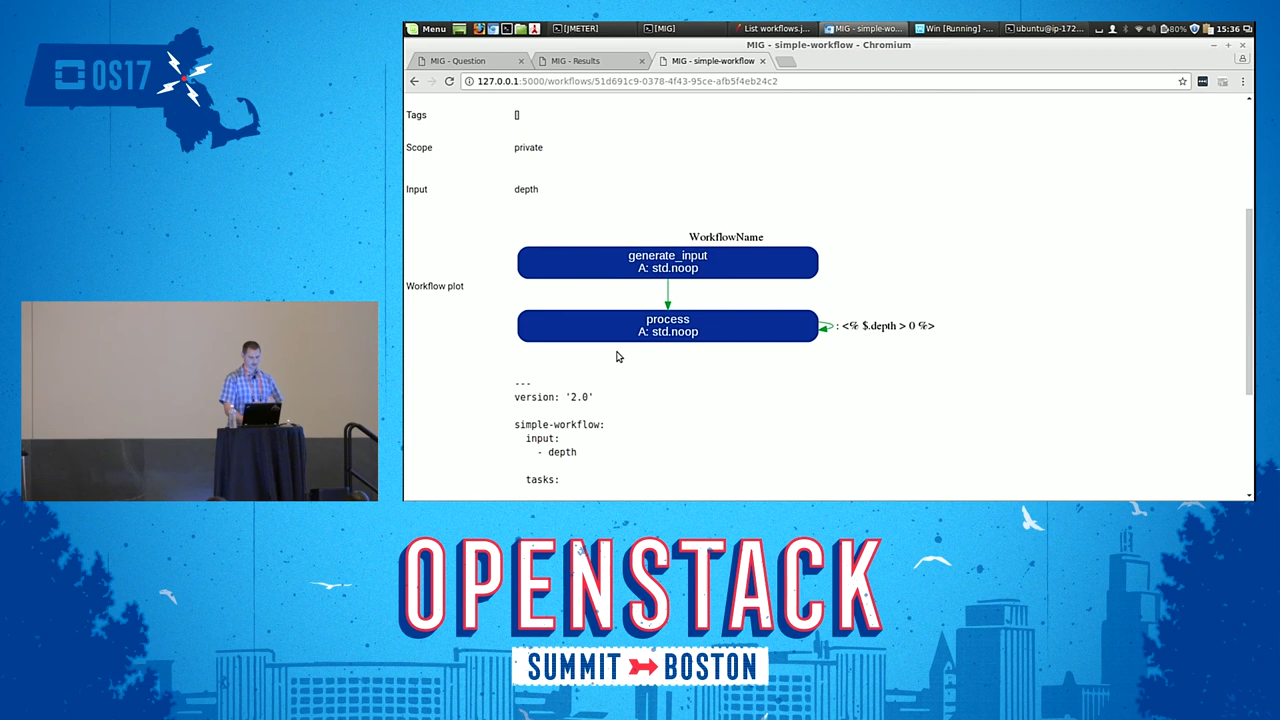 OS17
Menu
[JMETER]
[MIG]
List workflows.j...
MIG - simple-wo...
Win [Running] -...
ubuntu@ip-172...
80%
15:36
MIG - simple-workflow - Chromium
MIG - Question
MIG - Results
MIG - simple-workflow
127.0.0.1:5000/workflows/51d691c9-0378-4f43-95ce-afb5f4eb24c2
Tags
[]
Scope
private
Input
depth
WorkflowName
generate_input
A: std.noop
Workflow plot
process
A: std.noop
: <% $.depth > 0 %>
---
version: '2.0'
simple-workflow:
input:
- depth
tasks:
OPENSTACK
SUMMIT BOSTON